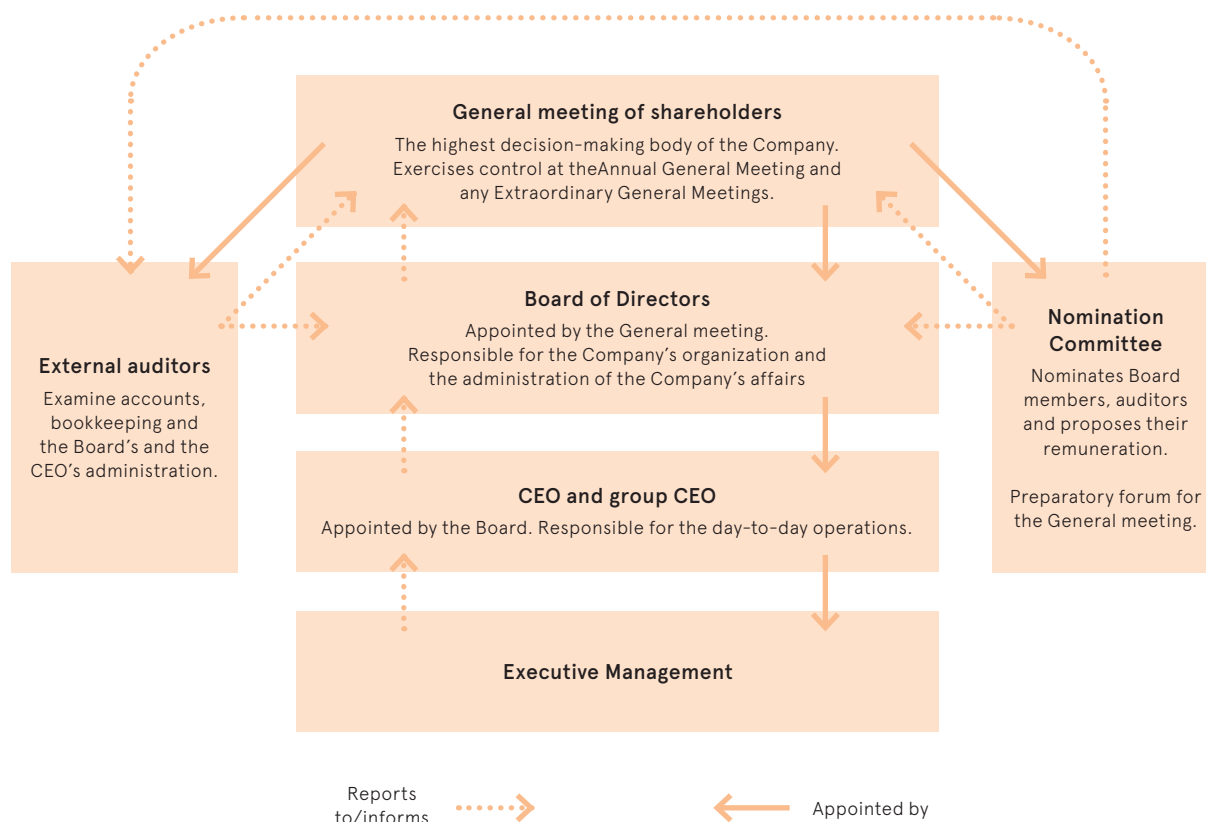 General meeting of shareholders
The highest decision-making body of the Company.
Exercises control at theAnnual General Meeting and
any Extraordinary General Meetings.
Board of Directors
Appointed by the General meeting.
Responsible for the Company's organization and
the administration of the Company's affairs
Nomination
Committee
Nominates Board
members, auditors
and proposes their
remuneration.
Preparatory forum for
the General meeting.
External auditors
Examine accounts,
bookkeeping and
the Board's and the
CEO's administration.
CEO and group CEO
Appointed by the Board. Responsible for the day-to-day operations.
Executive Management
Reports
to/informs
Appointed by